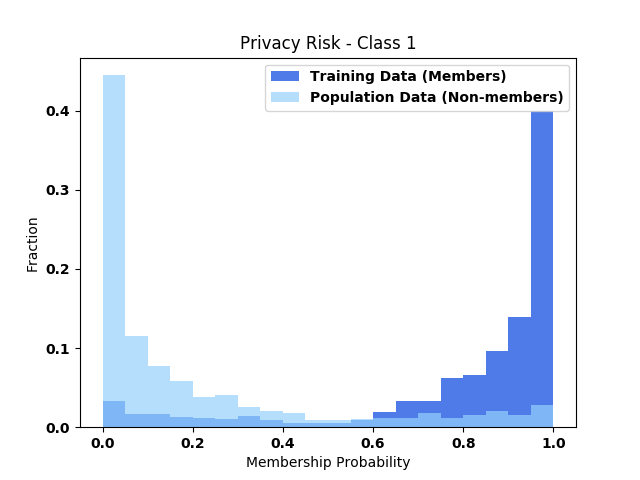 Privacy Risk - Class 1
Training Data (Members)
Population Data (Non-members)
Fraction
0.4
0.3
0.2
0.1
0.0
0.0 0.2 0.4 0.6 0.8 1.0
Membership Probability